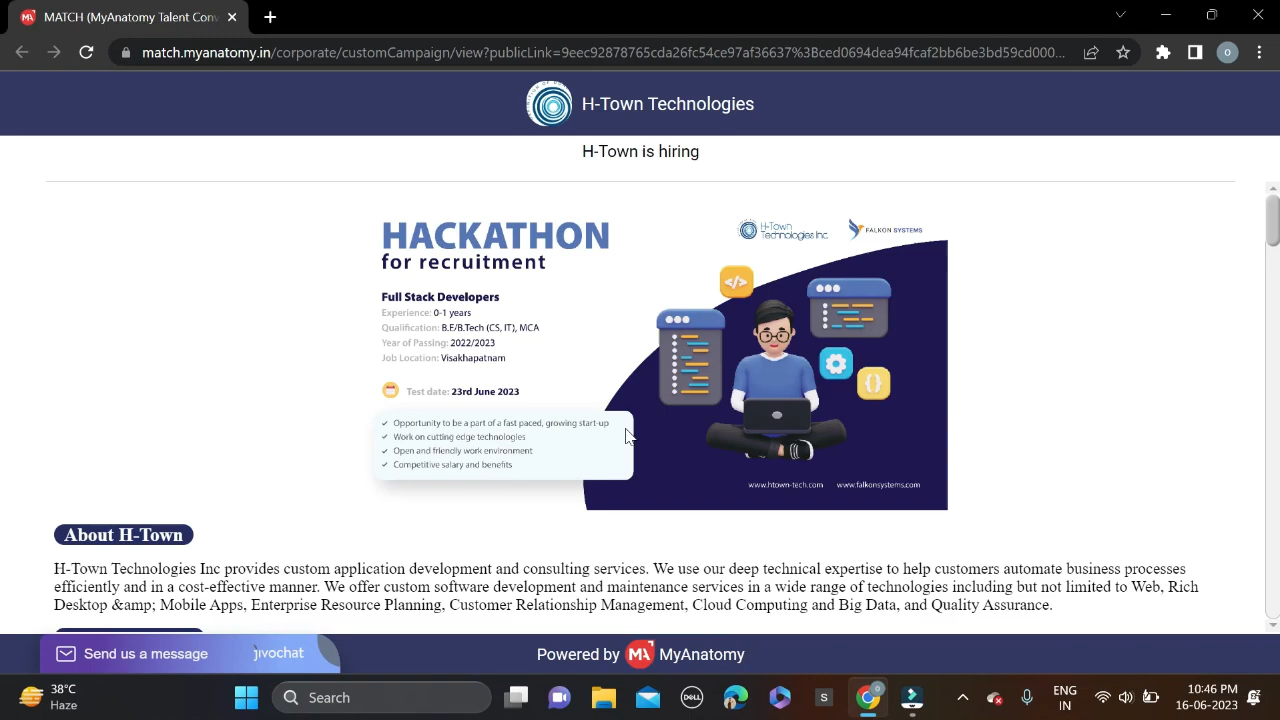 MATCH (MyAnatomy Talent Con
match.myanatomy.in/corporate/customCampaign/view?publicLink=9eec92878765cda26fc54ce97af36637%3Bced0694dea94fcaf2bb6be3bd59cd000...
O
H-Town Technologies
H-Town is hiring
HACKATHON
for recruitment
H-Town
Technologies Inc
FALKON SYSTEMS
Full Stack Developers
Experience: 0-1 years
Qualification: B.E/B.Tech (CS, IT), MCA
Year of Passing: 2022/2023
Job Location: Visakhapatnam
Test date: 23rd June 2023
✓ Opportunity to be a part of a fast paced, growing start-up
✓ Work on cutting edge technologies
✓ Open and friendly work environment
✓ Competitive salary and benefits
www.htown-tech.com www.falkonsystems.com
About H-Town
H-Town Technologies Inc provides custom application development and consulting services. We use our deep technical expertise to help customers automate business processes
efficiently and in a cost-effective manner. We offer custom software development and maintenance services in a wide range of technologies including but not limited to Web, Rich
Desktop &amp; Mobile Apps, Enterprise Resource Planning, Customer Relationship Management, Cloud Computing and Big Data, and Quality Assurance.
Send us a message jivochat
Powered by MA MyAnatomy
38°C
Haze
Search
DELL
S
ENG
IN
10:46 PM
16-06-2023